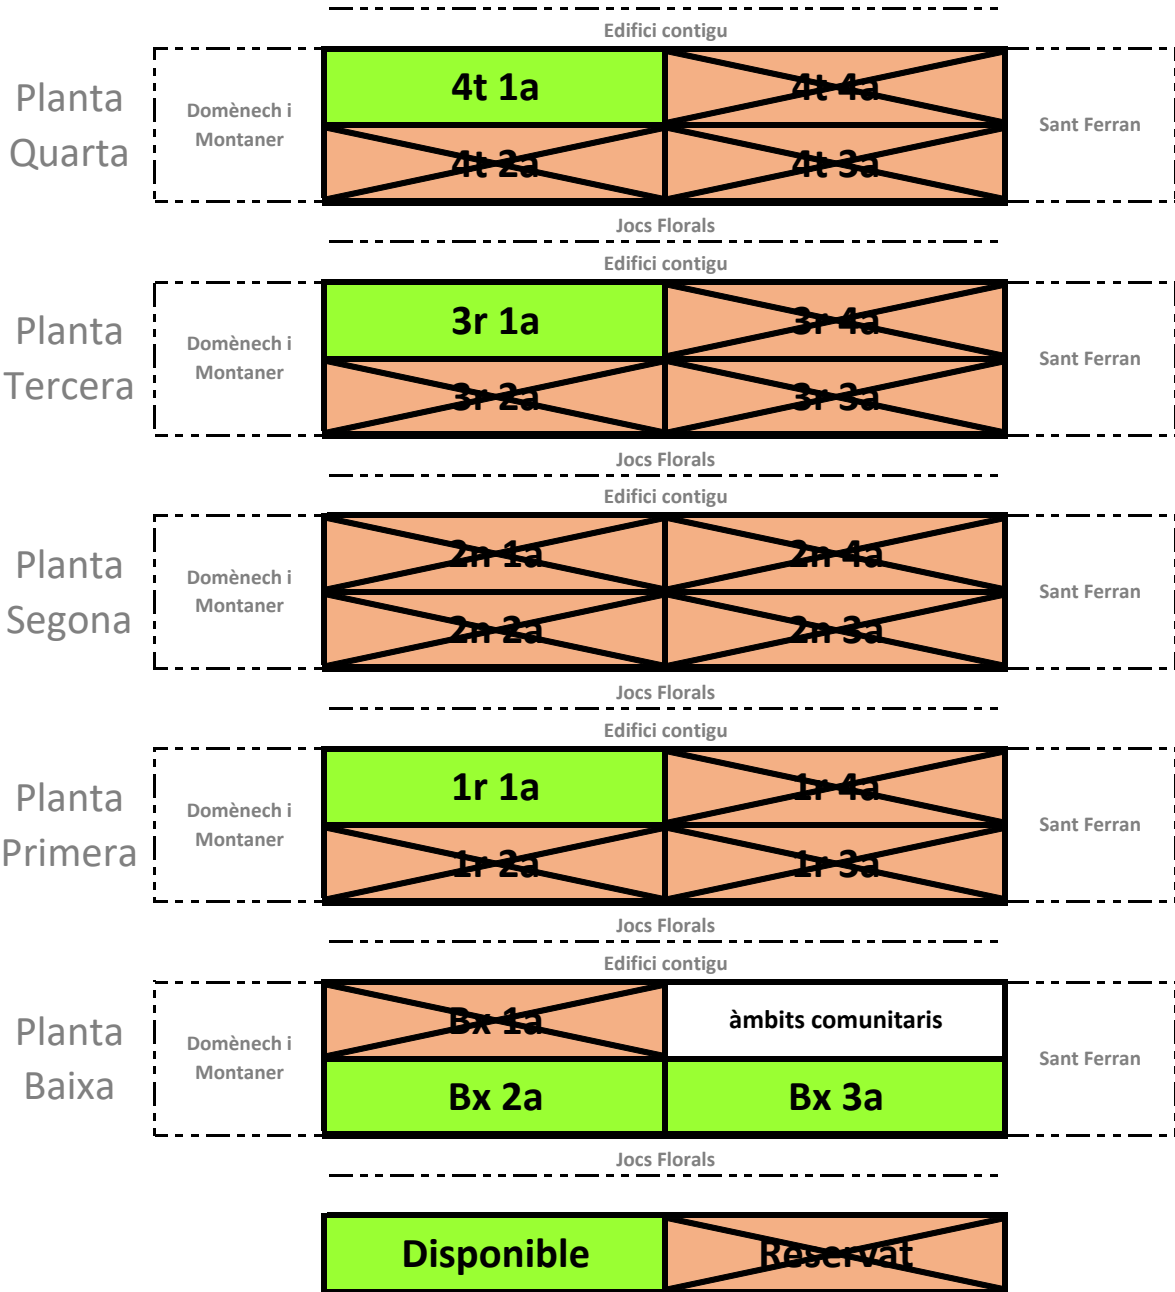 Edifici contigu
Planta
Quarta
Domènech i
Montaner
4t 1a
4t 4a
4t 2a
4t 3a
Sant Ferran
Jocs Florals
Edifici contigu
Planta
Tercera
Domènech i
Montaner
3r 1a
3r 4a
3r 2a
3r 3a
Sant Ferran
Jocs Florals
Edifici contigu
Planta
Segona
Domènech i
Montaner
2n 1a
2n 4a
2n 2a
2n 3a
Sant Ferran
Jocs Florals
Edifici contigu
Planta
Primera
Domènech i
Montaner
1r 1a
1r 4a
1r 2a
1r 3a
Sant Ferran
Jocs Florals
Edifici contigu
Planta
Baixa
Domènech i
Montaner
Bx 1a
àmbits comunitaris
Bx 2a
Bx 3a
Sant Ferran
Jocs Florals
Disponible
Reservat